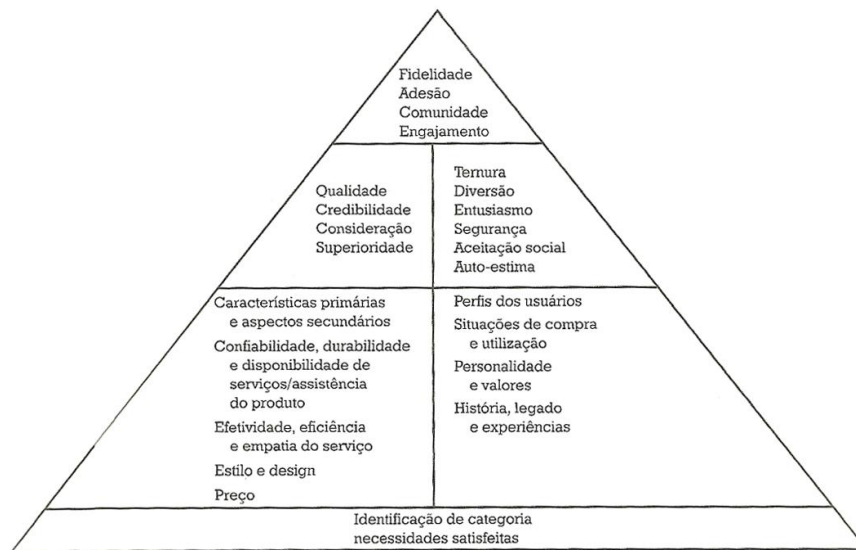 Fidelidade
Adesão
Comunidade
Engajamento
Qualidade
Credibilidade
Consideração
Superioridade
Ternura
Diversão
Entusiasmo
Segurança
Aceitação social
Auto-estima
Características primárias
e aspectos secundários
Confiabilidade, durabilidade
e disponibilidade de
serviços/assistência
do produto
Efetividade, eficiência
e empatia do serviço
Estilo e design
Preço
Perfis dos usuários
Situações de compra
e utilização
Personalidade
e valores
História, legado
e experiências
Identificação de categoria
necessidades satisfeitas